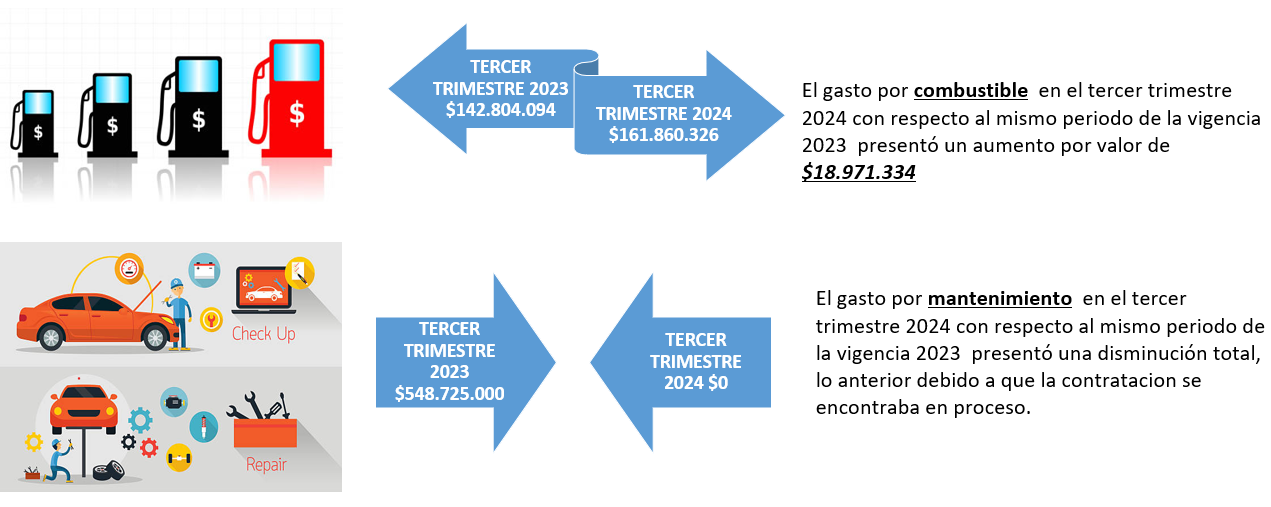 $
$
$
$
TERCER
TRIMESTRE 2023
$142.804.094
TERCER
TRIMESTRE 2024
$161.860.326
El gasto por combustible en el tercer trimestre
2024 con respecto al mismo periodo de la vigencia
2023 presentó un aumento por valor de
$18.971.334
Check Up
Repair
TERCER
TRIMESTRE
2023
$548.725.000
TERCER
TRIMESTRE
2024 $0
El gasto por mantenimiento en el tercer
trimestre 2024 con respecto al mismo periodo de
la vigencia 2023 presentó una disminución total,
lo anterior debido a que la contratacion se
encontraba en proceso.